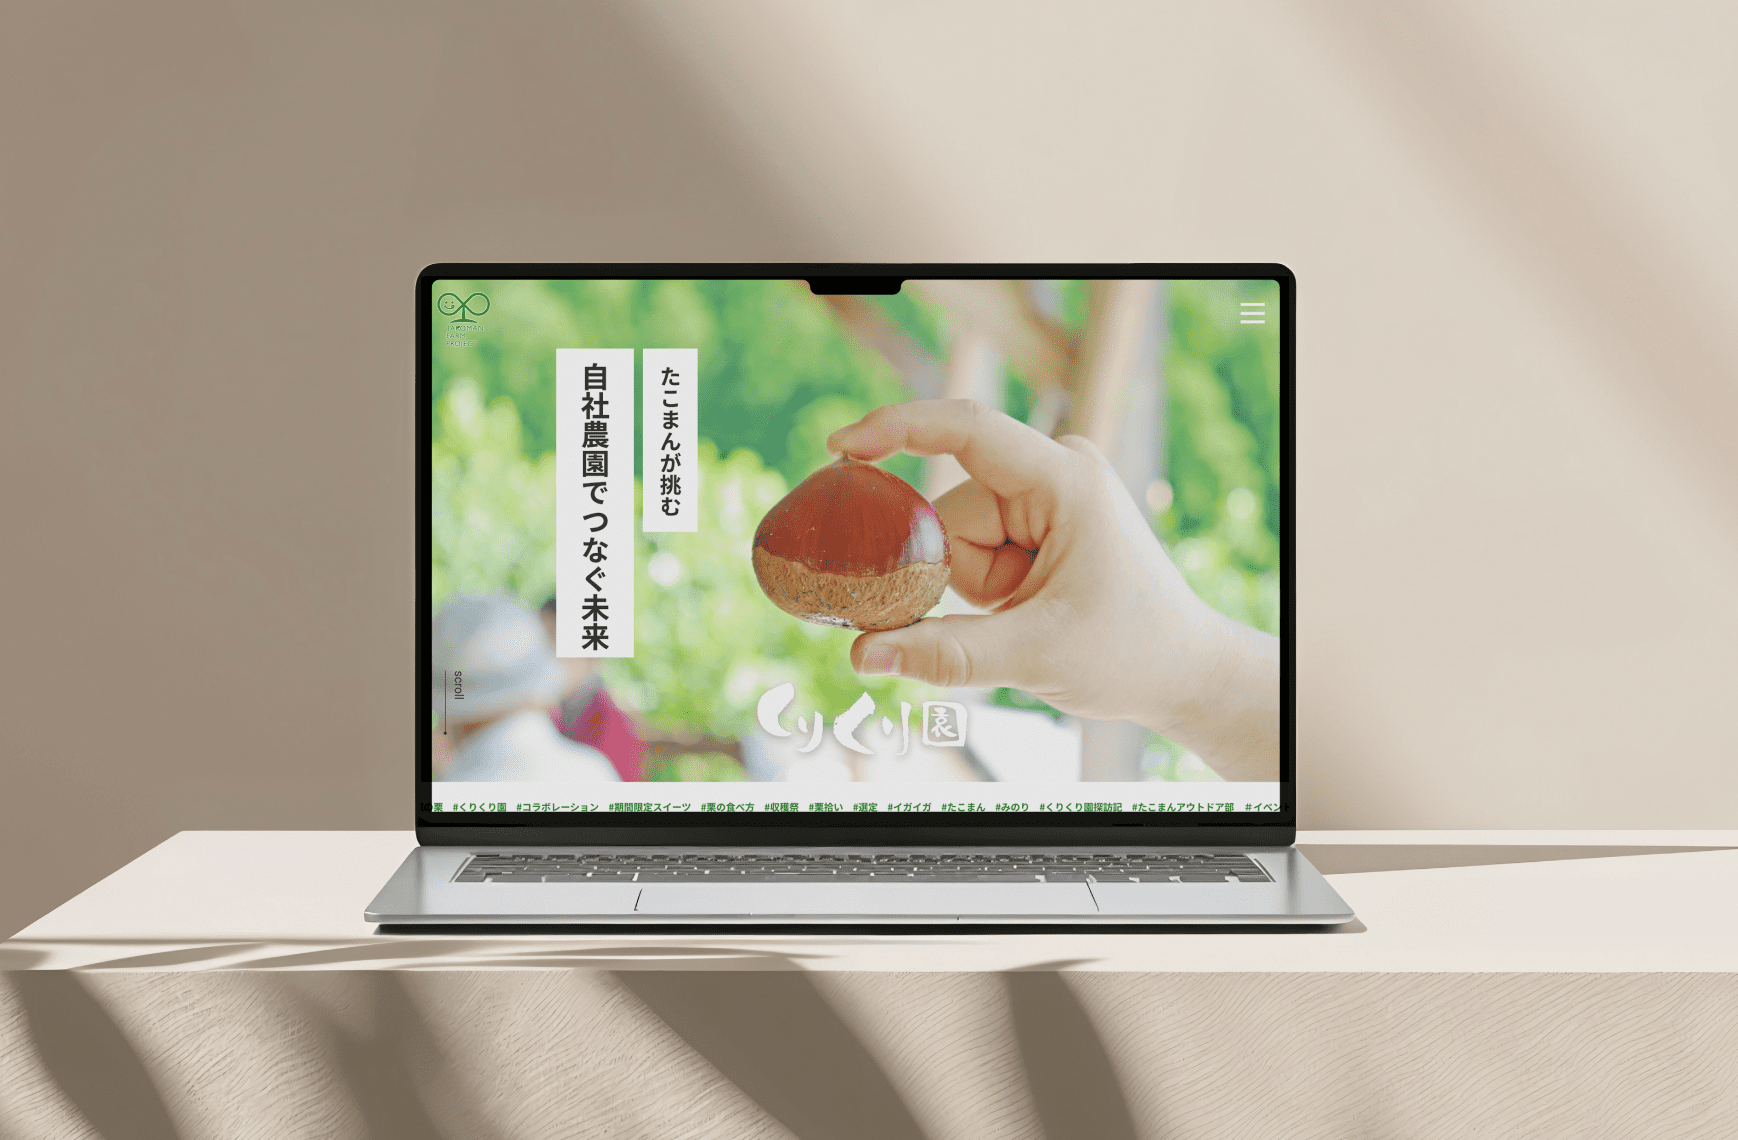 TAKOMAN
FARM
PROJECT
たこまんが挑む
自社農園でつなぐ未来
scroll
くりくり園
の栗 #くりくり園 #コラボレーション #期間限定スイーツ #栗の食べ方 #収穫祭 #栗拾い #選定 #イガイガ #たこまん #みのり #くりくり園探訪記 #たこまんアウトドア部 #イベント